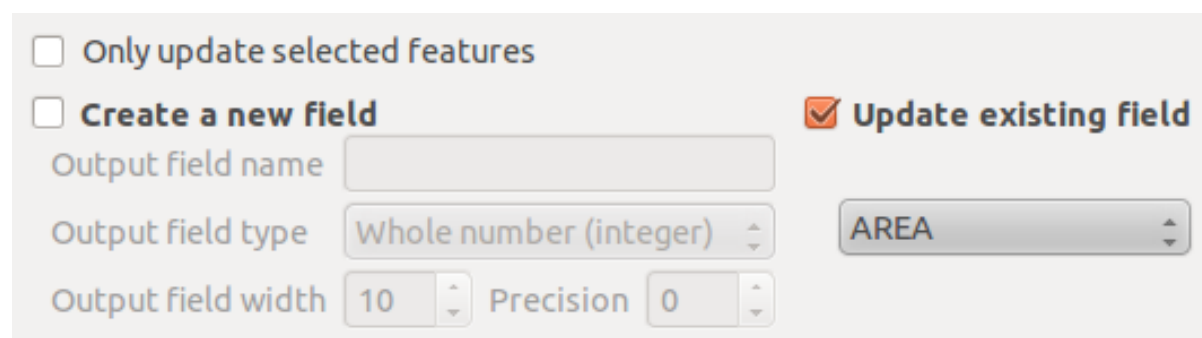 Only update selected features
Create a new field
Update existing field
Output field name
Output field type Whole number (integer)
AREA
Output field width 10 Precision 0